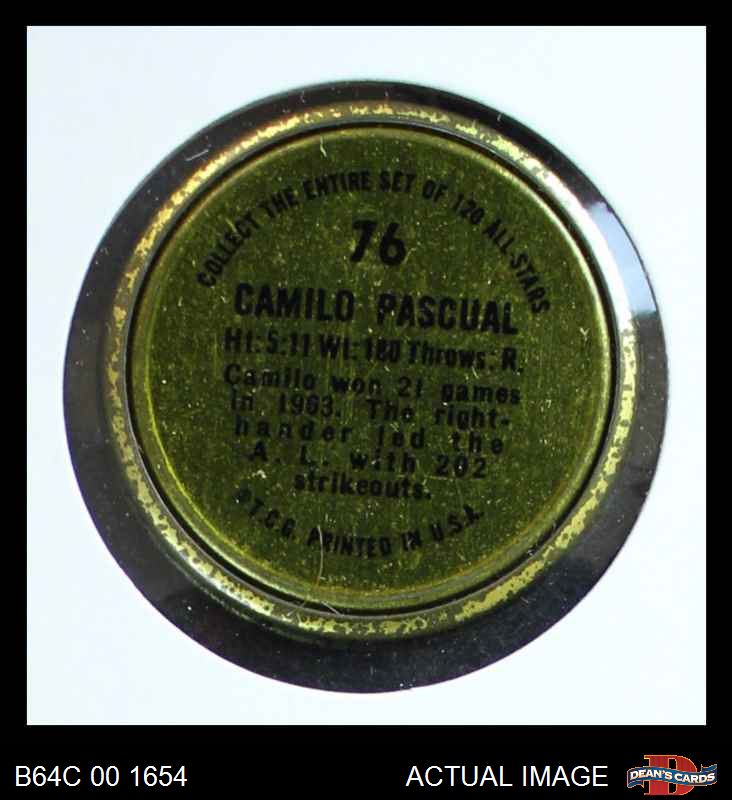 COLLECT THE ENTIRE SET OF 120 ALL-STARS
76
CAMILO PASCUAL
Ht: 5:11 Wt: 180 Throws: R.
Camilo won 21 games
in 1963. The right-
hander led the
A. L. with 202
strikeouts.
©T.C.G. PRINTED IN U.S.A.
B64C 00 1654
ACTUAL IMAGE
D
DEAN'S CARDS